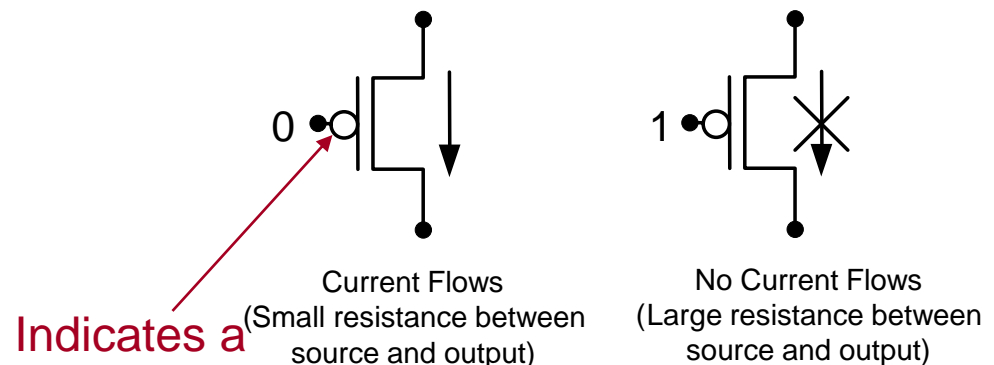 0
1
Current Flows
(Small resistance between
source and output)
No Current Flows
(Large resistance between
source and output)
Indicates a